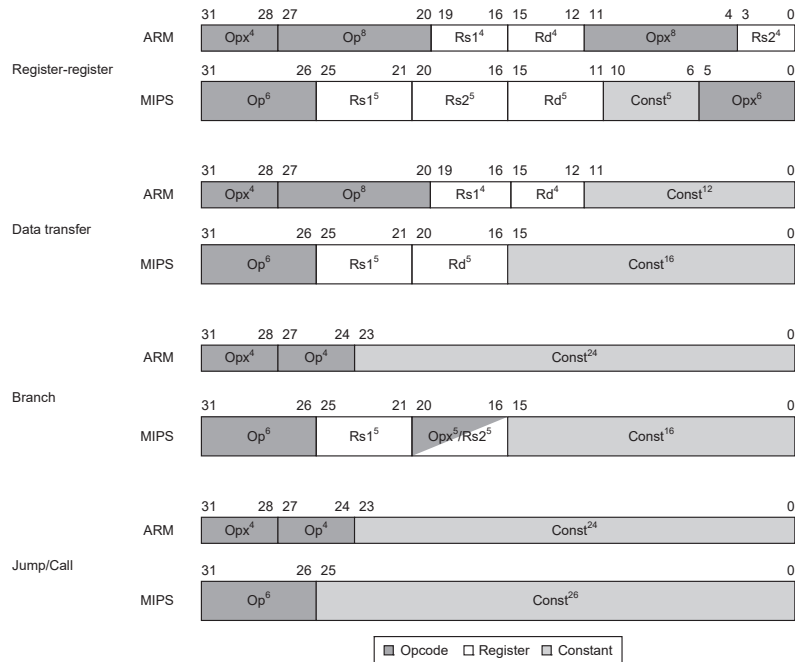 31 28 27 20 19 16 15 12 11 4 3 0
ARM Opx⁴ Op⁸ Rs1⁴ Rd⁴ Opx⁸ Rs2⁴
Register-register
31 26 25 21 20 16 15 11 10 6 5 0
MIPS Op⁶ Rs1⁵ Rs2⁵ Rd⁵ Const⁵ Opx⁶
31 28 27 20 19 16 15 12 11 0
ARM Opx⁴ Op⁸ Rs1⁴ Rd⁴ Const¹²
Data transfer
31 26 25 21 20 16 15 0
MIPS Op⁶ Rs1⁵ Rd⁵ Const¹⁶
31 28 27 24 23 0
ARM Opx⁴ Op⁴ Const²⁴
Branch
31 26 25 21 20 16 15 0
MIPS Op⁶ Rs1⁵ Opx⁵/Rs2⁵ Const¹⁶
31 28 27 24 23 0
ARM Opx⁴ Op⁴ Const²⁴
Jump/Call
31 26 25 0
MIPS Op⁶ Const²⁶
Opcode Register Constant